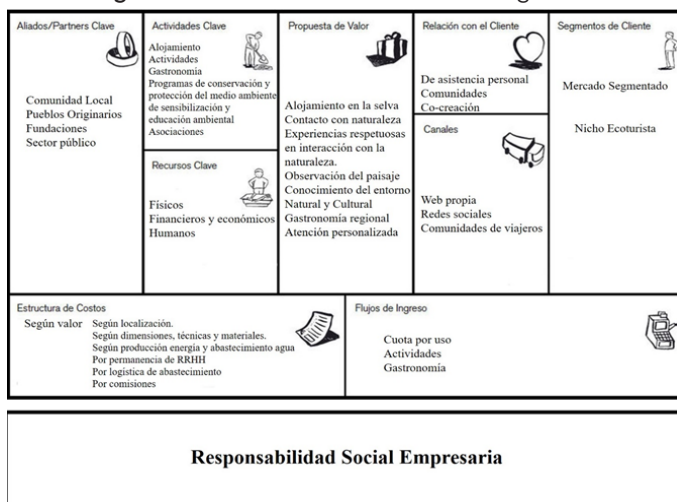 Aliados/Partners Clave
Comunidad Local
Pueblos Originarios
Fundaciones
Sector público
Actividades Clave
Alojamiento
Actividades
Gastronomía
Programas de conservación y
protección del medio ambiente
de sensibilización y
educación ambiental
Asociaciones
Recursos Clave
Físicos
Financieros y económicos
Humanos
Propuesta de Valor
Alojamiento en la selva
Contacto con naturaleza
Experiencias respetuosas
en interacción con la
naturaleza.
Observación del paisaje
Conocimiento del entorno
Natural y Cultural
Gastronomía regional
Atención personalizada
Relación con el Cliente
De asistencia personal
Comunidades
Co-creación
Canales
Web propia
Redes sociales
Comunidades de viajeros
Segmentos de Cliente
Mercado Segmentado
Nicho Ecoturista
Estructura de Costos
Según valor
Según localización.
Según dimensiones, técnicas y materiales.
Según producción energía y abastecimiento agua
Por permanencia de RRHH
Por logística de abastecimiento
Por comisiones
Flujos de Ingreso
Cuota por uso
Actividades
Gastronomía
Responsabilidad Social Empresaria